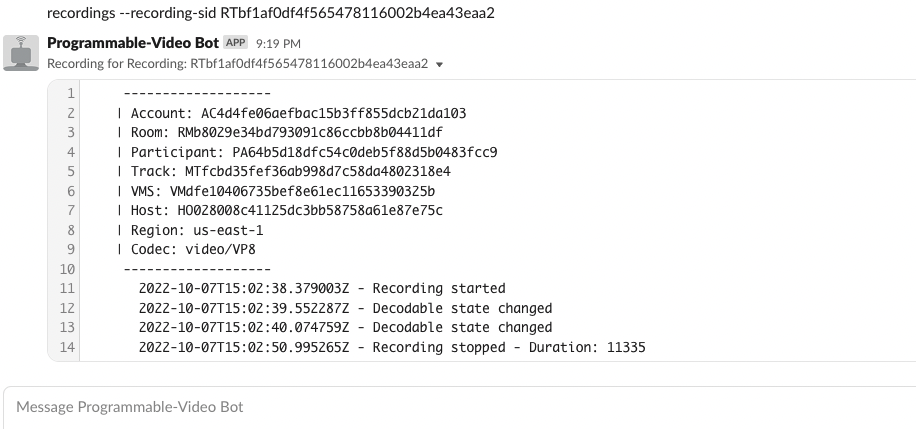 recordings --recording-sid RTbf1af0df4f565478116002b4ea43eaa2
Programmable-Video Bot APP 9:19 PM
Recording for Recording: RTbf1af0df4f565478116002b4ea43eaa2
1 -------------------
2 | Account: AC4d4fe06aefbac15b3ff855dcb21da103
3 | Room: RMb8029e34bd793091c86ccbb8b04411df
4 | Participant: PA64b5d18dfc54c0deb5f88d5b0483fcc9
5 | Track: MTfcbd35fef36ab998d7c58da4802318e4
6 | VMS: VMdfe10406735bef8e61ec11653390325b
7 | Host: HO028008c41125dc3bb58758a61e87e75c
8 | Region: us-east-1
9 | Codec: video/VP8
10 -------------------
11 2022-10-07T15:02:38.379003Z - Recording started
12 2022-10-07T15:02:39.552287Z - Decodable state changed
13 2022-10-07T15:02:40.074759Z - Decodable state changed
14 2022-10-07T15:02:50.995265Z - Recording stopped - Duration: 11335
Message Programmable-Video Bot